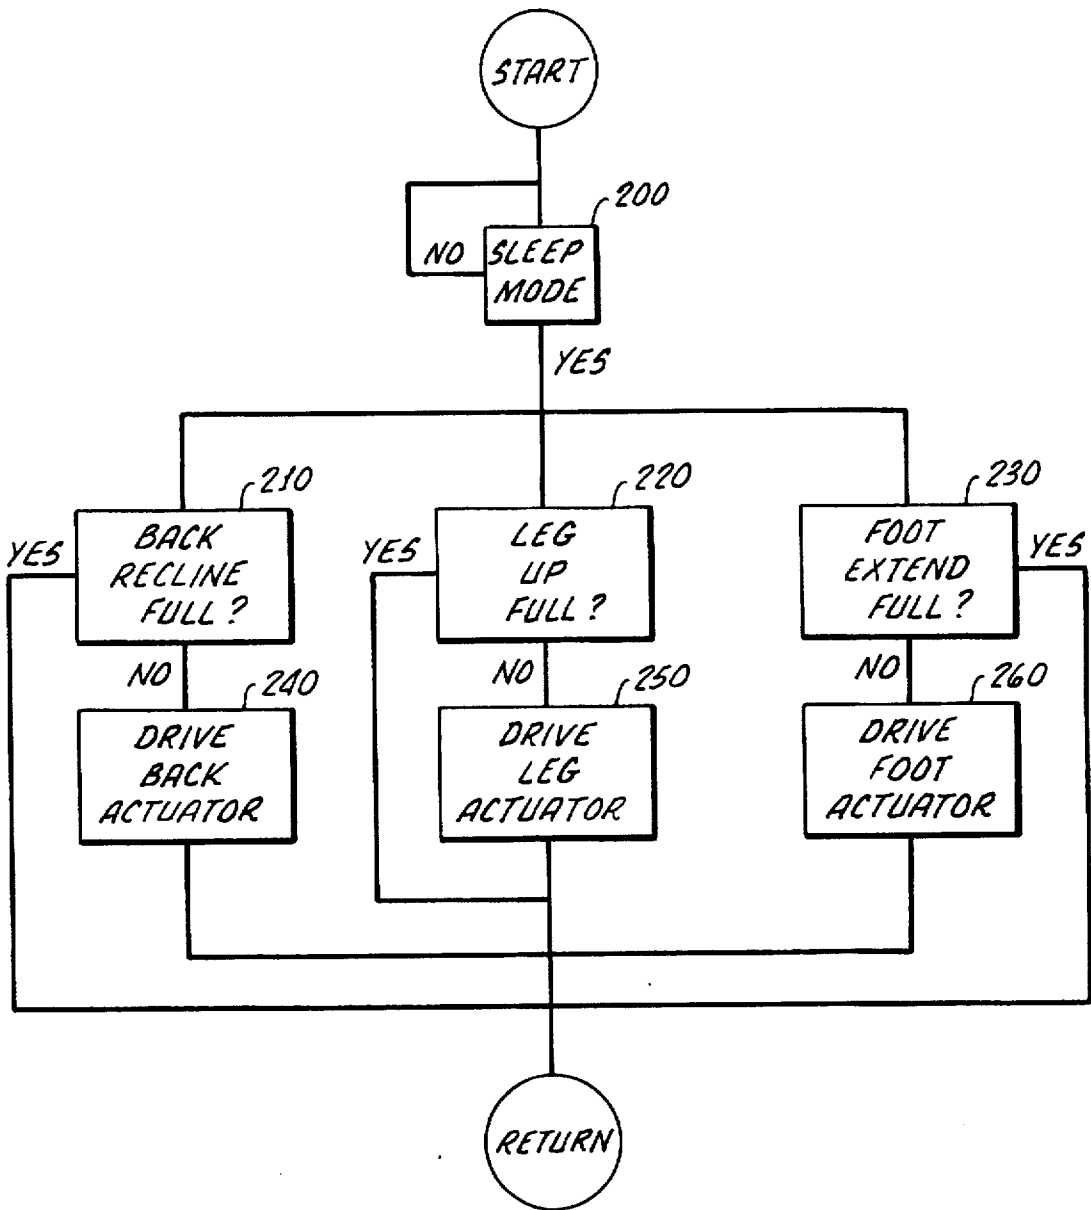 START
200
NO
SLEEP
MODE
YES
210
YES
BACK
RECLINE
FULL?
220
YES
LEG
UP
FULL?
230
FOOT
EXTEND
FULL?
YES
NO
240
DRIVE
BACK
ACTUATOR
NO
250
DRIVE
LEG
ACTUATOR
NO
260
DRIVE
FOOT
ACTUATOR
RETURN